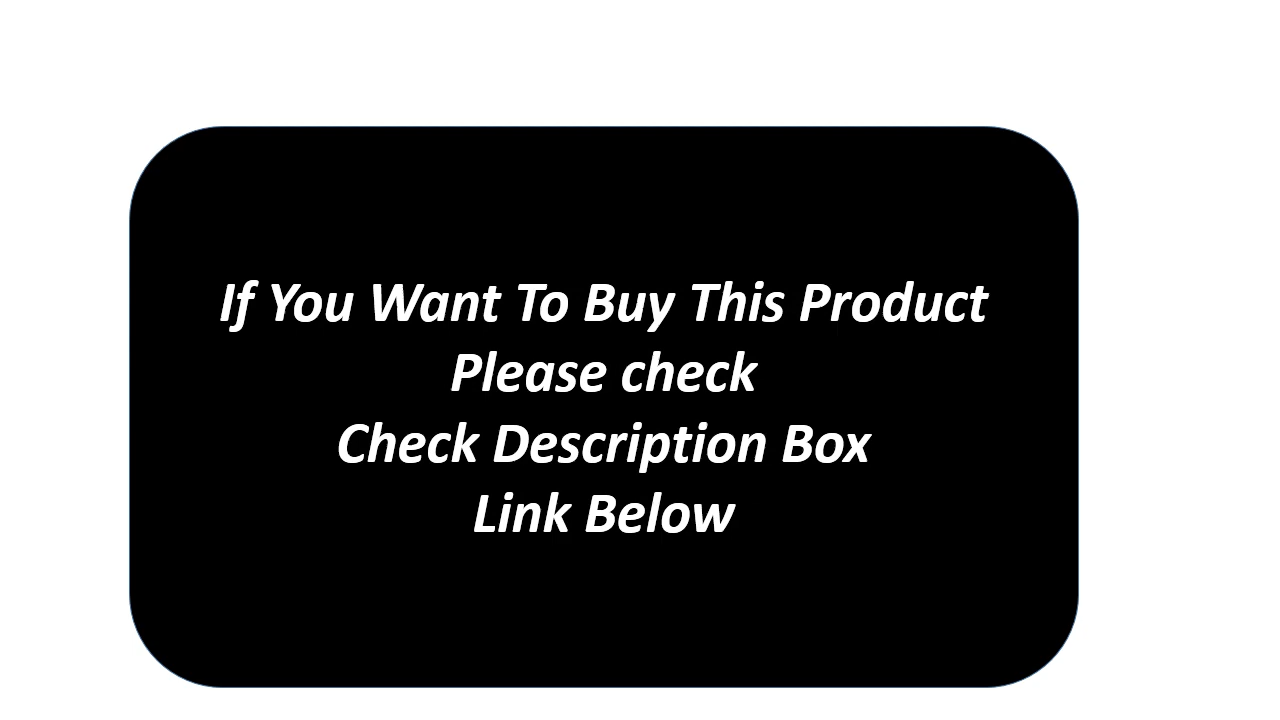 If You Want To Buy This Product
Please check
Check Description Box
Link Below